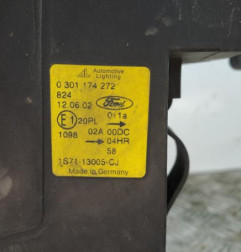 Automotive
Lighting
0 301 174 272
824
12.06.02 Ford
E1 20PL 01a
1098 02A 00DC
04HR
58
1S71-13005-CJ
Made in Germany